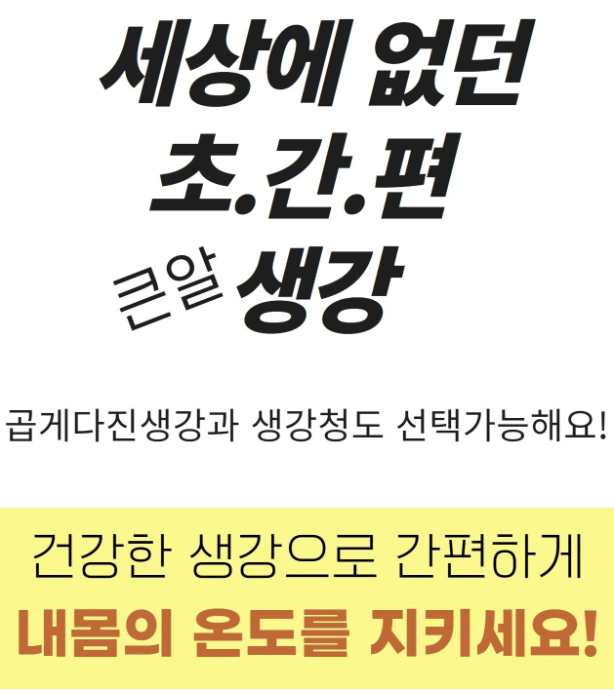 세상에 없던
초.간.편
큰알 생강
곱게다진생강과 생강청도 선택가능해요!
건강한 생강으로 간편하게
내몸의 온도를 지키세요!